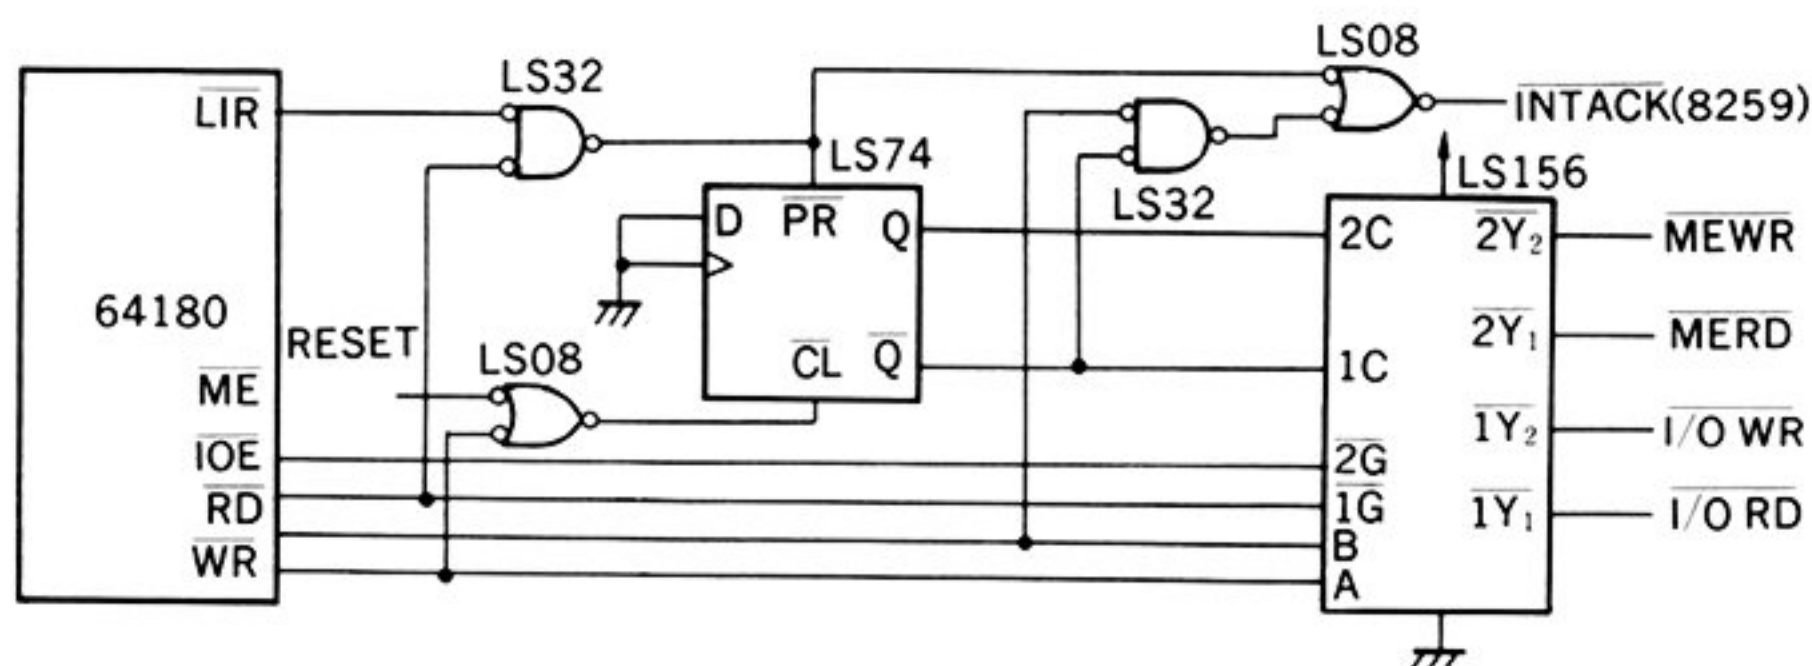 LS08
LS32
LIR
INTACK(8259)
LS74
LS156
D PR Q
LS32
2C 2Y₂ MEWR
64180
RESET
2Y₁ MERD
LS08
CL Q 1C
ME
1Y₂ I/O WR
IOE
2G
RD
1G 1Y₁ I/O RD
B
WR
A